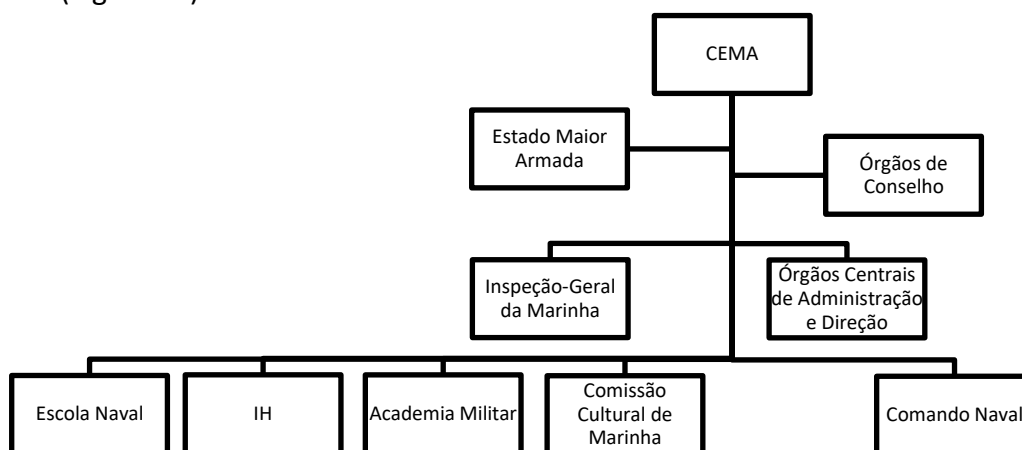 CEMA
Estado Maior
Armada
Órgãos de
Conselho
Inspeção-Geral
da Marinha
Órgãos Centrais
de Administração
e Direção
Escola Naval
IH
Academia Militar
Comissão
Cultural de
Marinha
Comando Naval